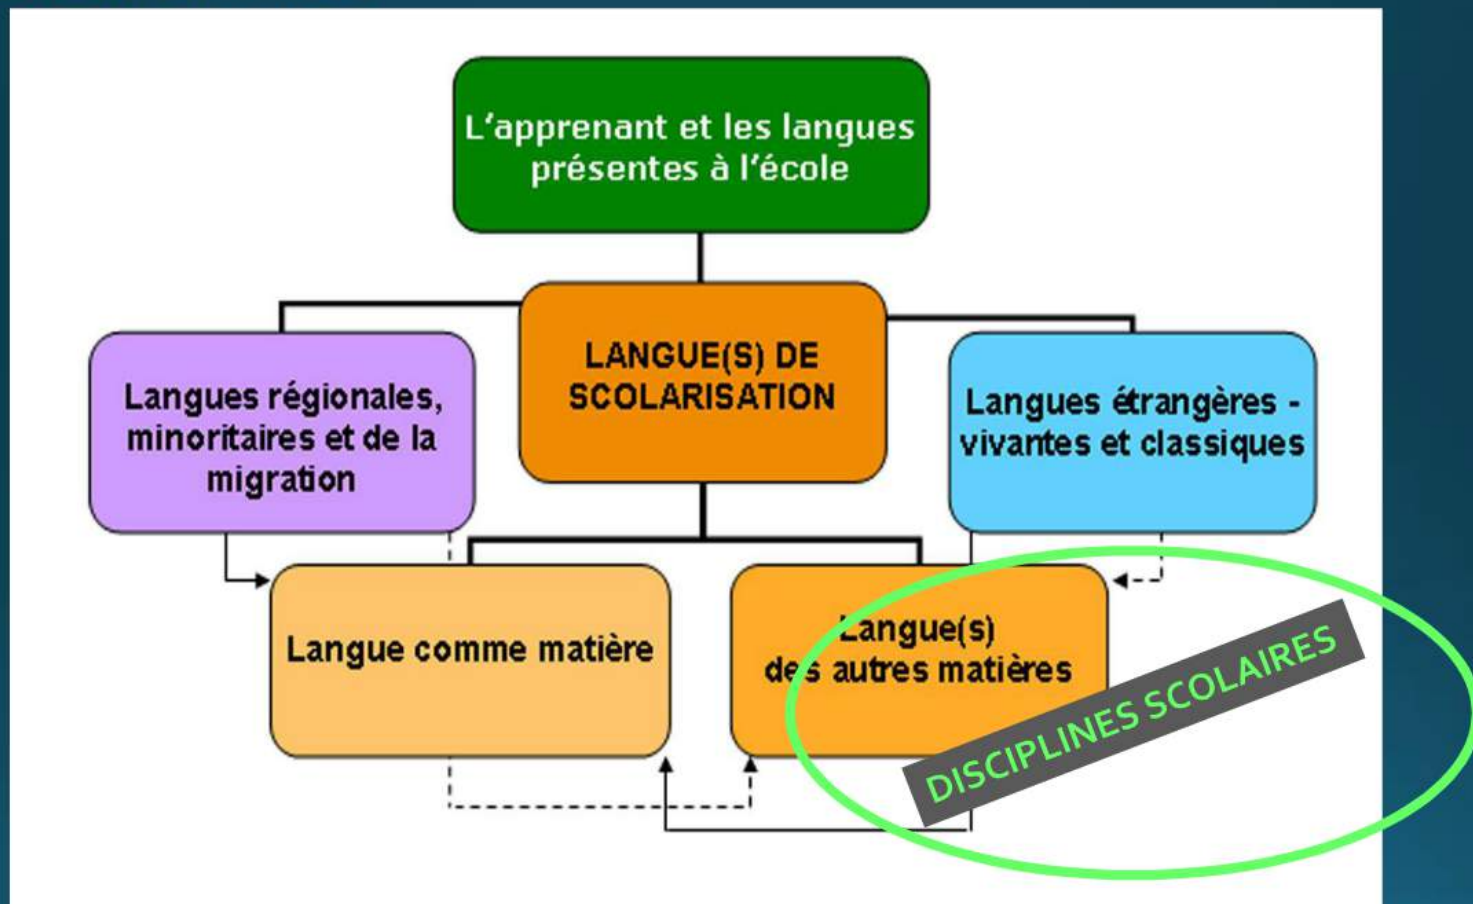 L'apprenant et les langues
présentes à l'école
LANGUE(S) DE
SCOLARISATION
Langues régionales,
minoritaires et de la
migration
Langues étrangères -
vivantes et classiques
Langue comme matière
Langue(s)
des autres matières
DISCIPLINES SCOLAIRES